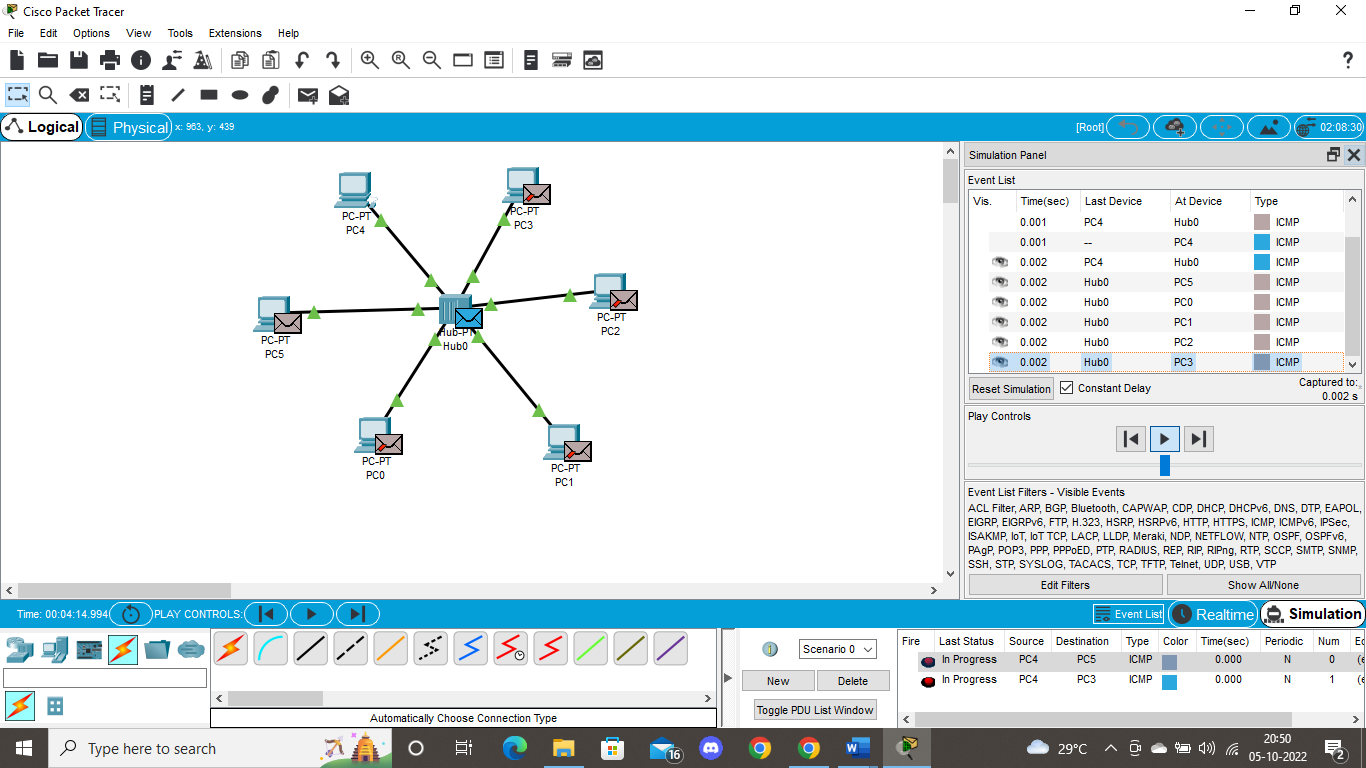 Cisco Packet Tracer
File Edit Options View Tools Extensions Help
?
Logical Physical x: 963, y: 439 [Root] 02:08:30
PC-PT
PC4
PC-PT
PC3
PC-PT
PC2
PC-PT
PC5
Hub-PT
Hub0
PC-PT
PC0
PC-PT
PC1
Simulation Panel
Event List
Vis. Time(sec) Last Device At Device Type
0.001 PC4 Hub0 ICMP
0.001 -- PC4 ICMP
0.002 PC4 Hub0 ICMP
0.002 Hub0 PC5 ICMP
0.002 Hub0 PC0 ICMP
0.002 Hub0 PC1 ICMP
0.002 Hub0 PC2 ICMP
0.002 Hub0 PC3 ICMP
Reset Simulation Constant Delay Captured to:
0.002 s
Play Controls
Event List Filters - Visible Events
ACL Filter, ARP, BGP, Bluetooth, CAPWAP, CDP, DHCP, DHCPv6, DNS, DTP, EAPOL,
EIGRP, EIGRPv6, FTP, H.323, HSRP, HSRPv6, HTTP, HTTPS, ICMP, ICMPv6, IPSec,
ISAKMP, IoT, IoT TCP, LACP, LLDP, Meraki, NDP, NETFLOW, NTP, OSPF, OSPFv6,
PAgP, POP3, PPP, PPPoED, PTP, RADIUS, REP, RIP, RIPng, RTP, SCCP, SMTP, SNMP,
SSH, STP, SYSLOG, TACACS, TCP, TFTP, Telnet, UDP, USB, VTP
Edit Filters Show All/None
Time: 00:04:14.994 PLAY CONTROLS: Event List Realtime Simulation
Automatically Choose Connection Type
Scenario 0
New Delete
Toggle PDU List Window
Fire Last Status Source Destination Type Color Time(sec) Periodic Num
In Progress PC4 PC5 ICMP 0.000 N 0 (e
In Progress PC4 PC3 ICMP 0.000 N 1 (e
Type here to search
16
29°C
20:50
05-10-2022
2